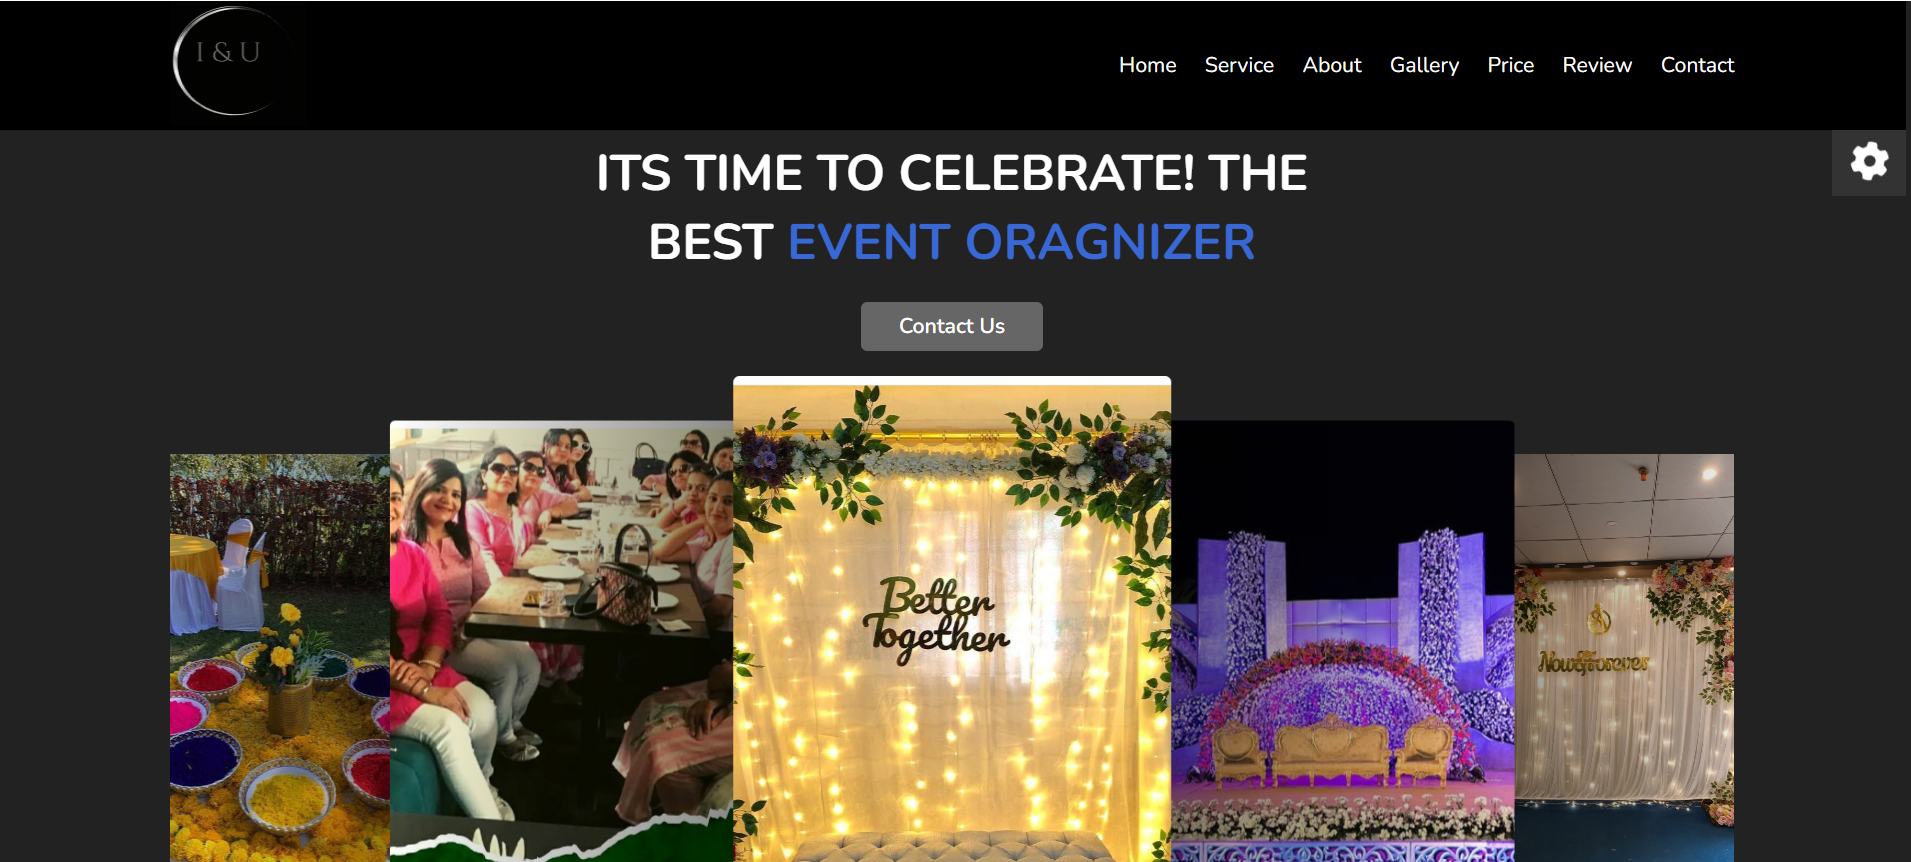 I & U
Home Service About Gallery Price Review Contact
ITS TIME TO CELEBRATE! THE
BEST EVENT ORAGNIZER
Contact Us
Better
Together
Now & Forever